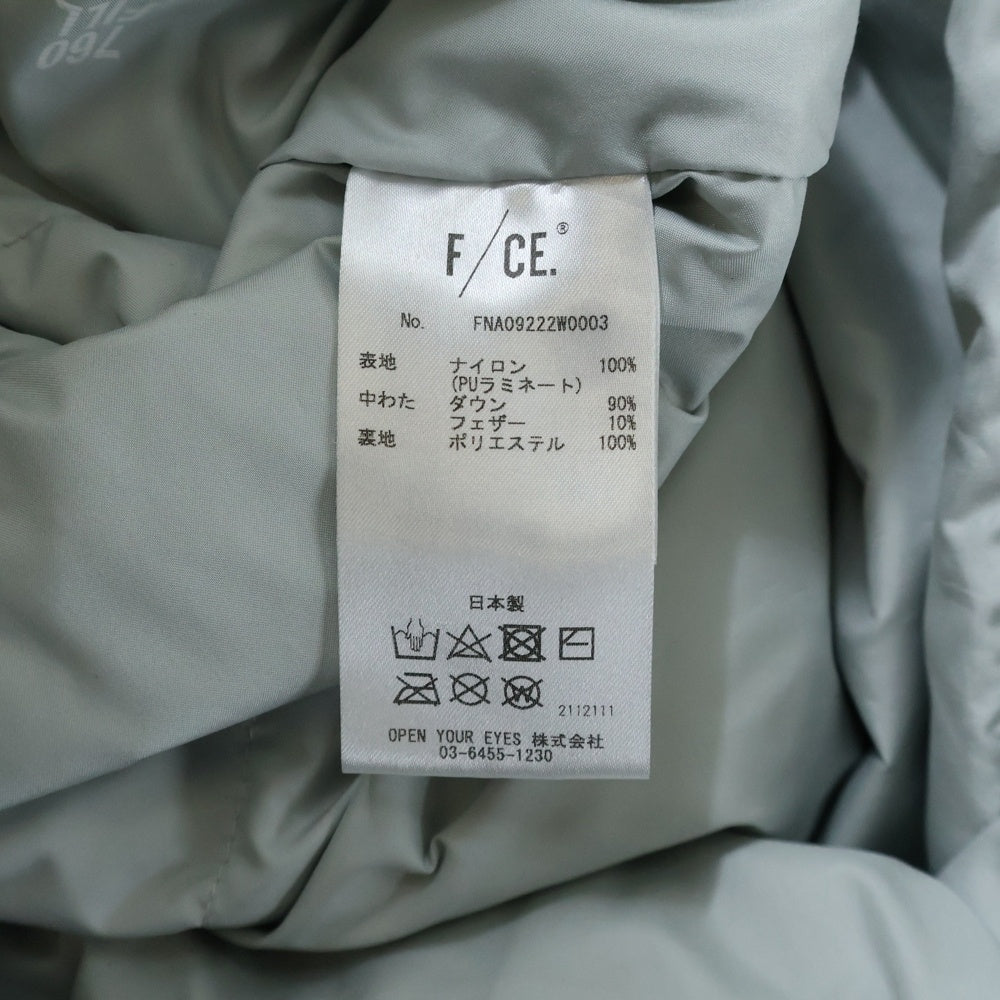 760
F/CE.®
No. FNA09222W0003
表地 ナイロン 100%
(PUラミネート)
中わた ダウン 90%
フェザー 10%
裏地 ポリエステル 100%
日本製
W
2112111
OPEN YOUR EYES 株式会社
03-6455-1230